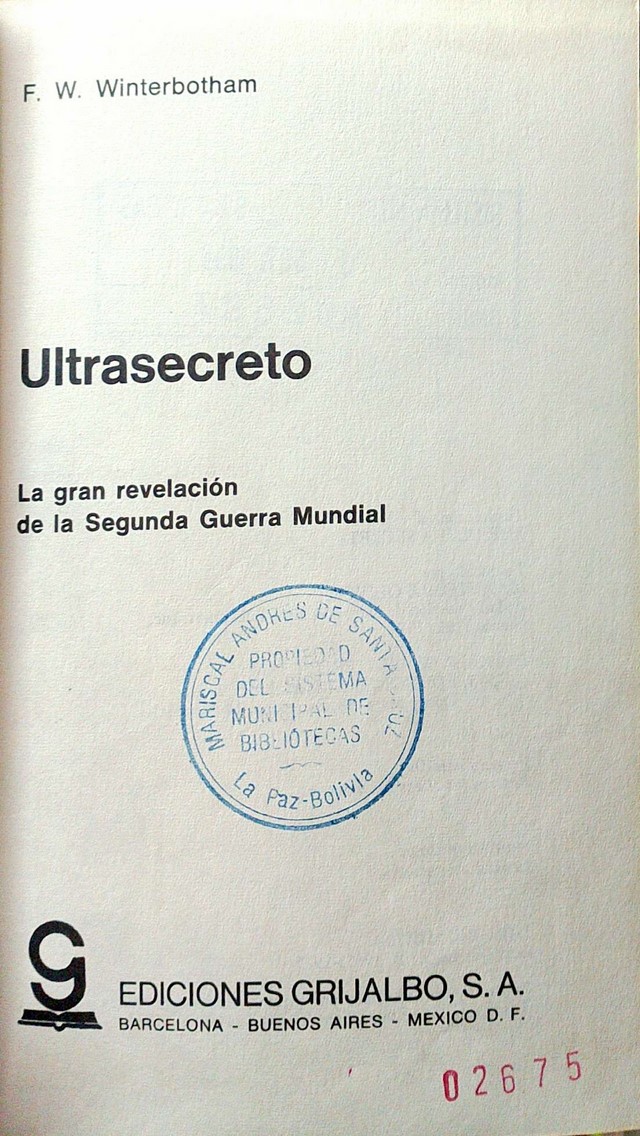 F. W. Winterbotham
Ultrasecreto
La gran revelación
de la Segunda Guerra Mundial
MARISCAL ANDRES DE SANTA CRUZ
PROPIEDAD
DEL SISTEMA
MUNICIPAL DE
BIBLIOTECAS
La Paz-Bolivia
g
EDICIONES GRIJALBO, S. A.
BARCELONA - BUENOS AIRES - MEXICO D. F.
02675